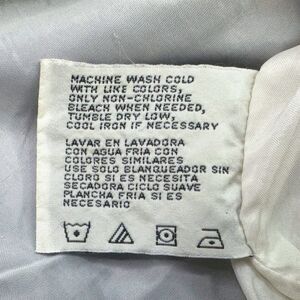 MACHINE WASH COLD
WITH LIKE COLORS,
ONLY NON-CHLORINE
BLEACH WHEN NEEDED,
TUMBLE DRY LOW,
COOL IRON IF NECESSARY
LAVAR EN LAVADORA
CON AGUA FRIA CON
COLORES SIMILARES
USE SOLO BLANQUEADOR SIN
CLORO SI ES NECESITA
SECADORA CICLO SUAVE
PLANCHA FRIA SI ES
NECESARIO